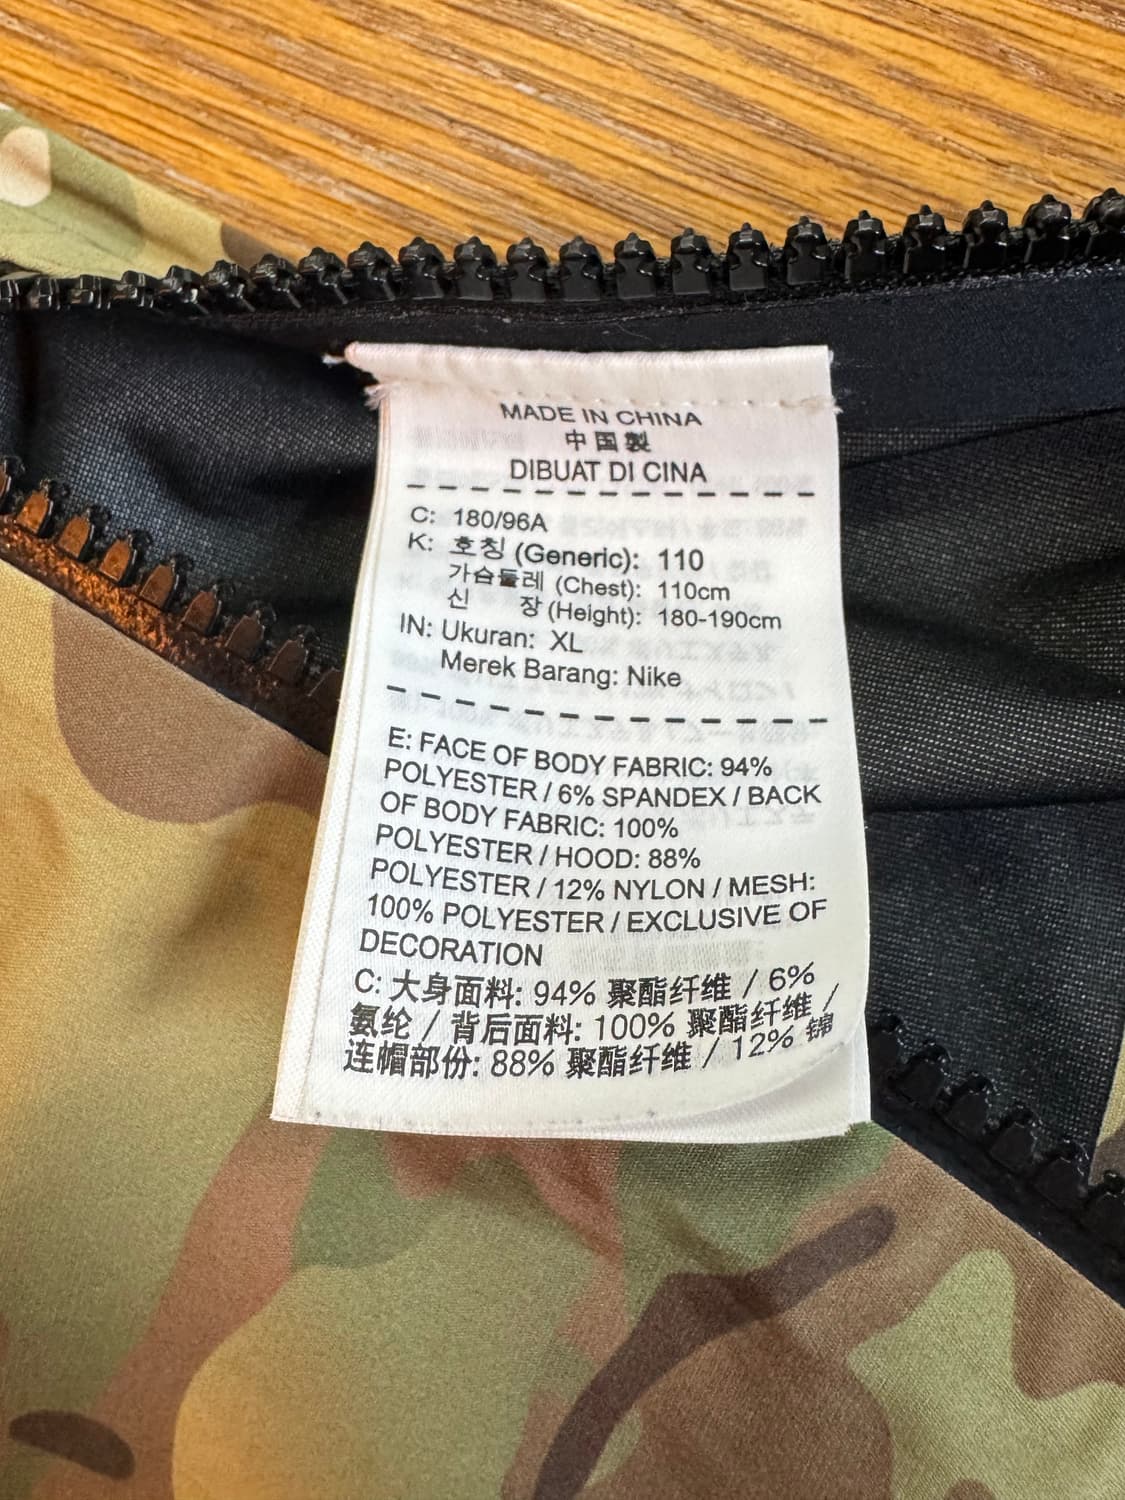 MADE IN CHINA
中国製
DIBUAT DI CINA
C: 180/96A
K: 호칭 (Generic): 110
가슴둘레 (Chest): 110cm
신 장 (Height): 180-190cm
IN: Ukuran: XL
Merek Barang: Nike
E: FACE OF BODY FABRIC: 94%
POLYESTER / 6% SPANDEX / BACK
OF BODY FABRIC: 100%
POLYESTER / HOOD: 88%
POLYESTER / 12% NYLON / MESH:
100% POLYESTER / EXCLUSIVE OF
DECORATION
C: 大身面料: 94% 聚酯纤维 / 6%
氨纶 / 背后面料: 100% 聚酯纤维 /
连帽部份: 88% 聚酯纤维 / 12% 锦